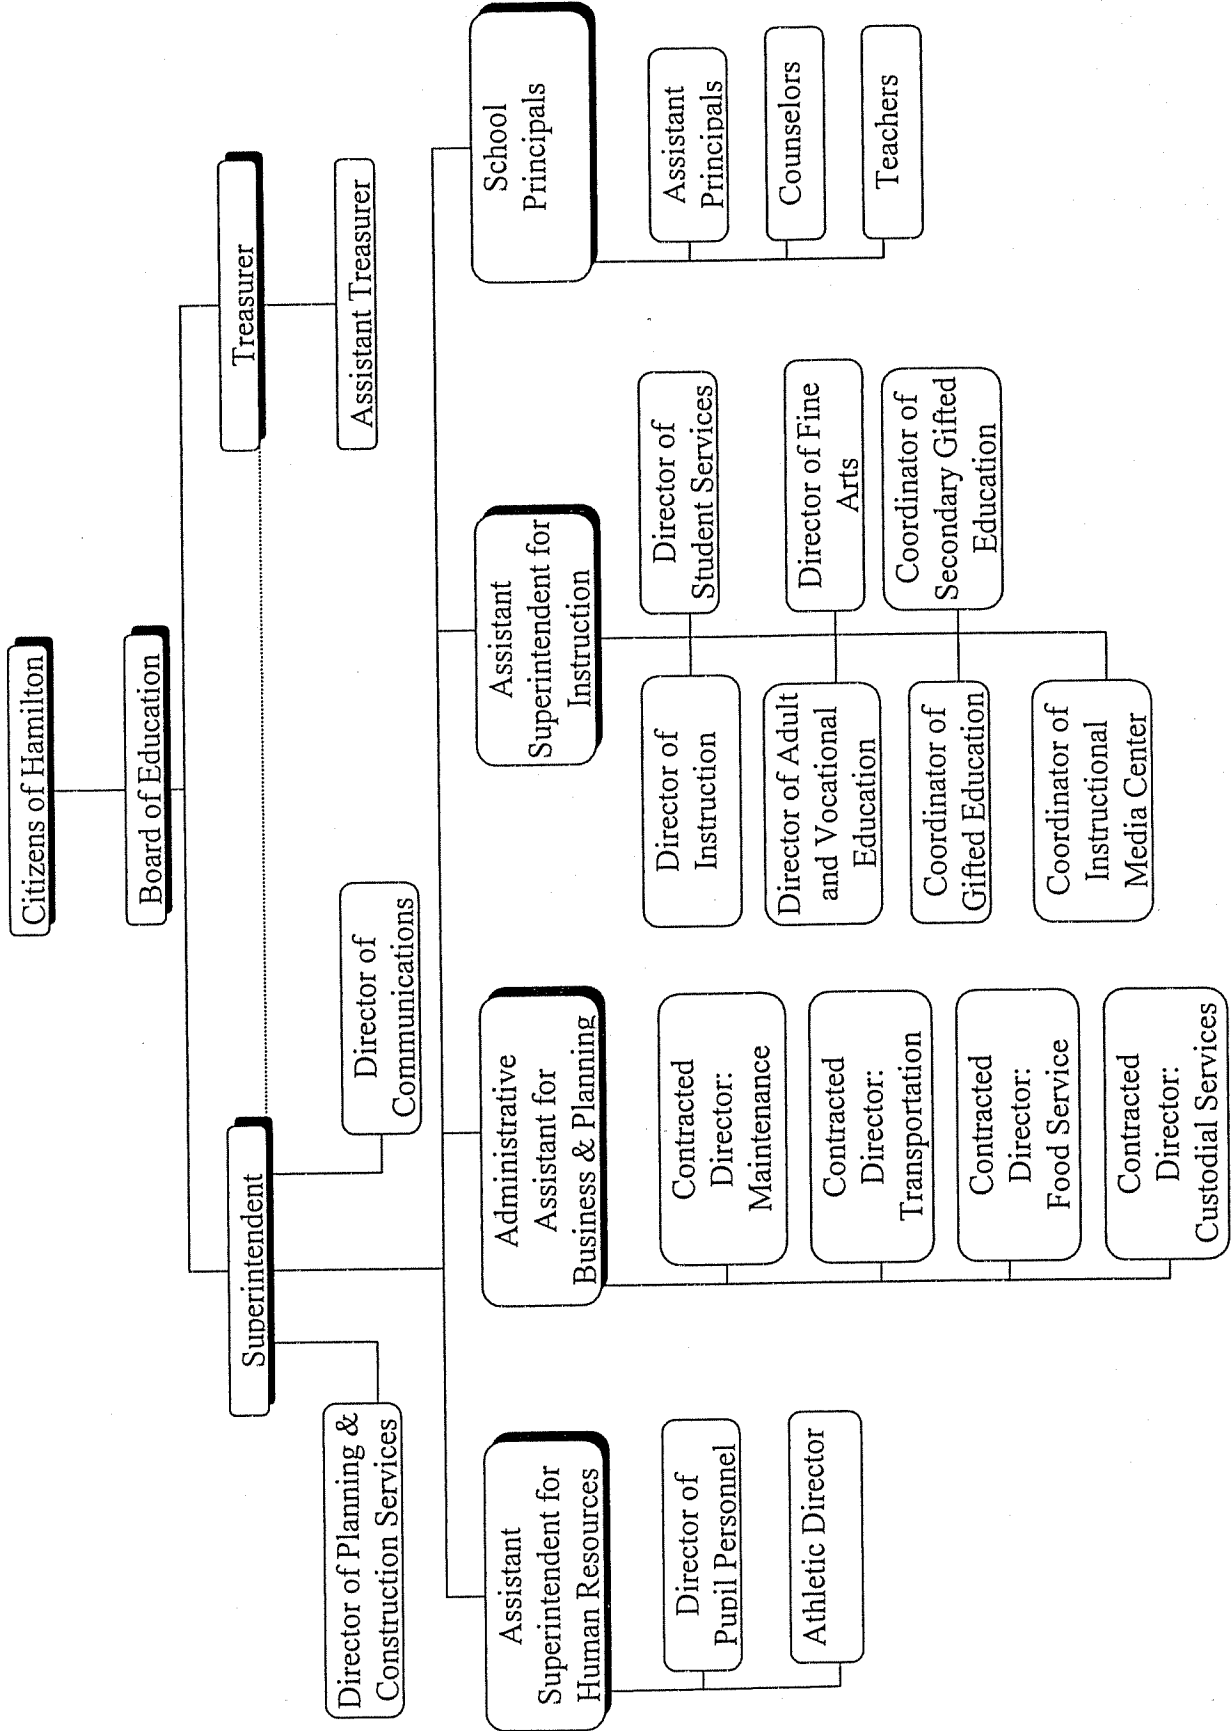 Citizens of Hamilton
Board of Education
Superintendent
Treasurer
Director of Planning &
Construction Services
Director of
Communications
Assistant Treasurer
Assistant
Superintendent for
Human Resources
Administrative
Assistant for
Business & Planning
Assistant
Superintendent for
Instruction
School
Principals
Director of
Pupil Personnel
Athletic Director
Contracted
Director:
Maintenance
Contracted
Director:
Transportation
Contracted
Director:
Food Service
Contracted
Director:
Custodial Services
Director of
Instruction
Director of
Student Services
Director of Adult
and Vocational
Education
Director of Fine
Arts
Coordinator of
Gifted Education
Coordinator of
Secondary Gifted
Education
Coordinator of
Instructional
Media Center
Assistant
Principals
Counselors
Teachers